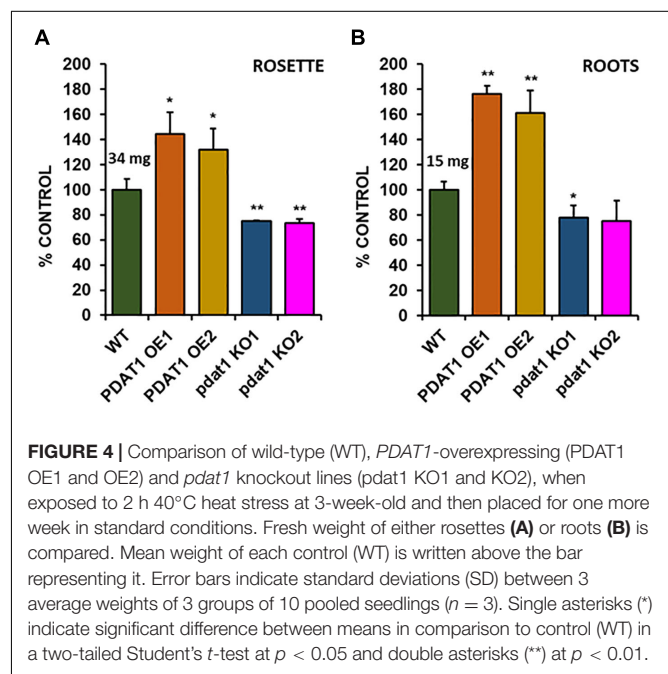 A
B
200
180
160
140
120
100
80
60
40
20
0
% CONTROL
ROSETTE
34 mg
*
*
**
**
WT
PDAT1 OE1
PDAT1 OE2
pdat1 KO1
pdat1 KO2
200
180
160
140
120
100
80
60
40
20
0
% CONTROL
ROOTS
15 mg
**
**
*
WT
PDAT1 OE1
PDAT1 OE2
pdat1 KO1
pdat1 KO2
FIGURE 4 | Comparison of wild-type (WT), PDAT1-overexpressing (PDAT1
OE1 and OE2) and pdat1 knockout lines (pdat1 KO1 and KO2), when
exposed to 2 h 40°C heat stress at 3-week-old and then placed for one more
week in standard conditions. Fresh weight of either rosettes (A) or roots (B) is
compared. Mean weight of each control (WT) is written above the bar
representing it. Error bars indicate standard deviations (SD) between 3
average weights of 3 groups of 10 pooled seedlings (n = 3). Single asterisks (*)
indicate significant difference between means in comparison to control (WT) in
a two-tailed Student's t-test at p < 0.05 and double asterisks (**) at p < 0.01.